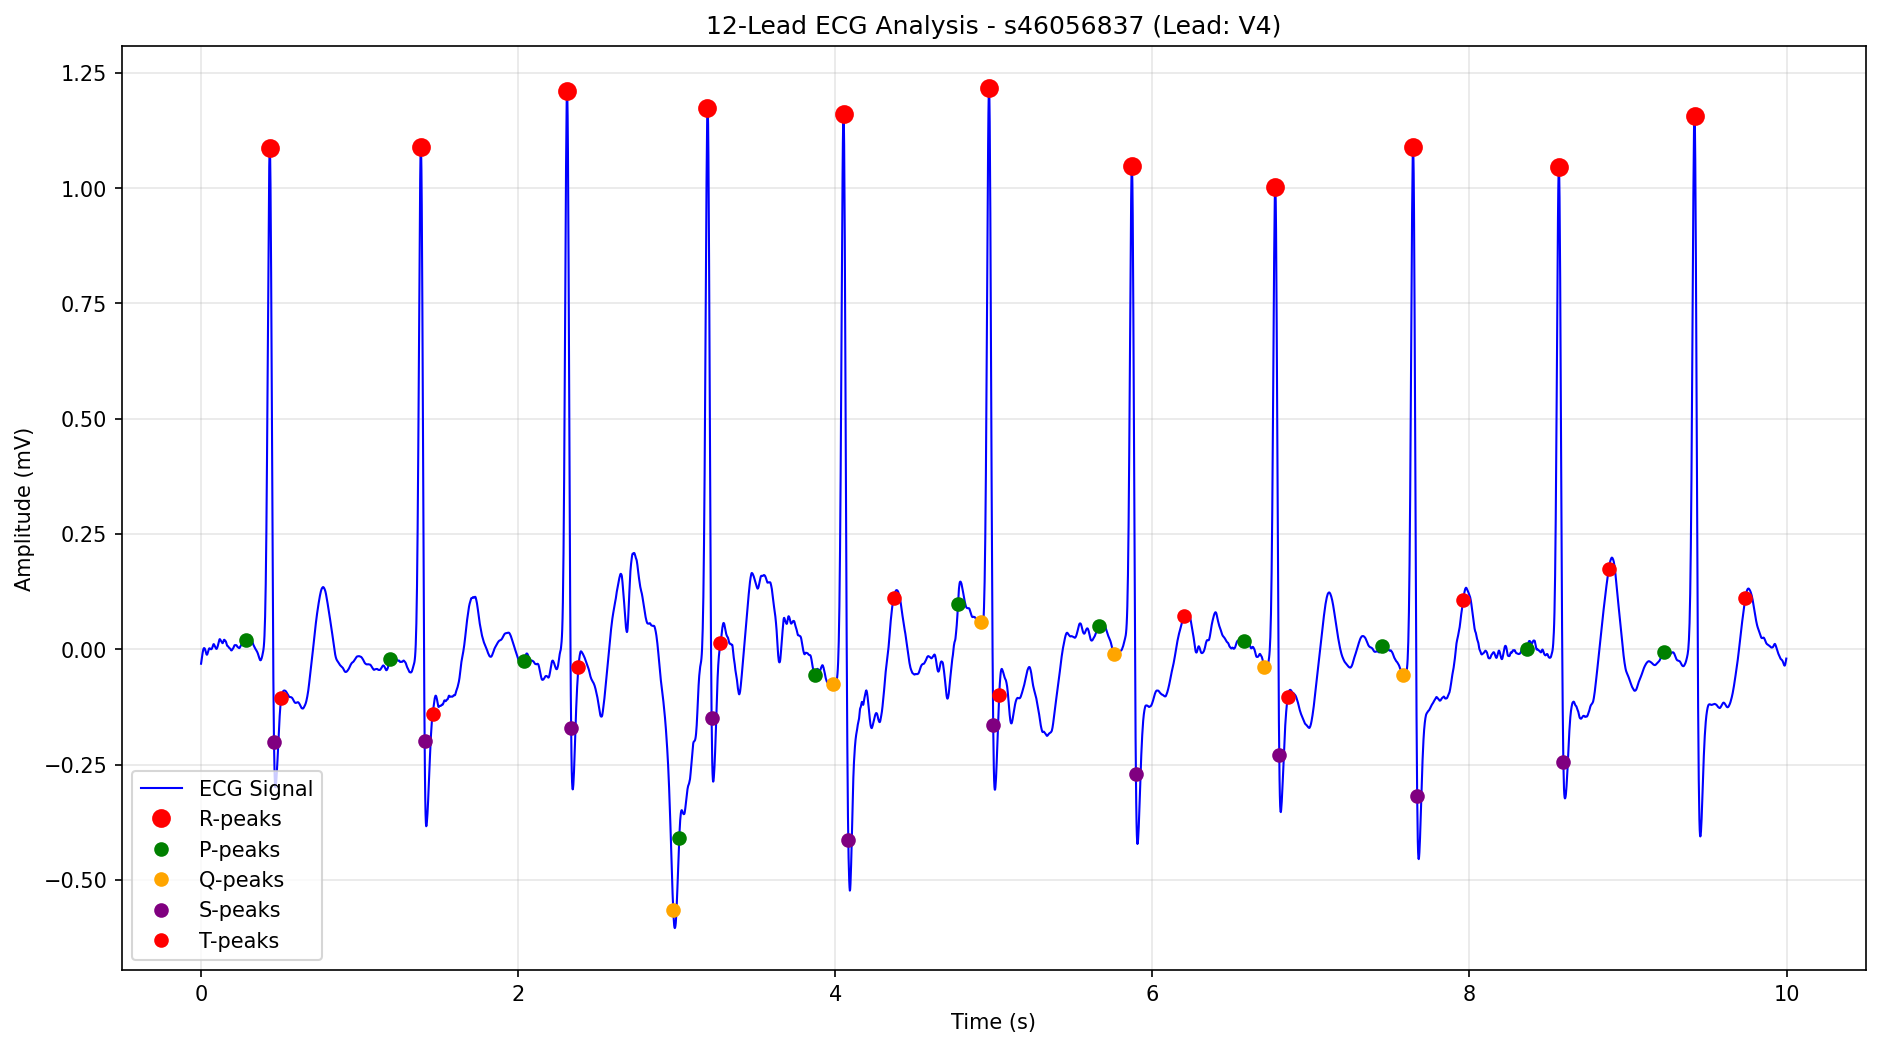 12-Lead ECG Analysis - s46056837 (Lead: V4)
1.25
1.00
0.75
0.50
0.25
0.00
−0.25
−0.50
Amplitude (mV)
ECG Signal
R-peaks
P-peaks
Q-peaks
S-peaks
T-peaks
0 2 4 6 8 10
Time (s)